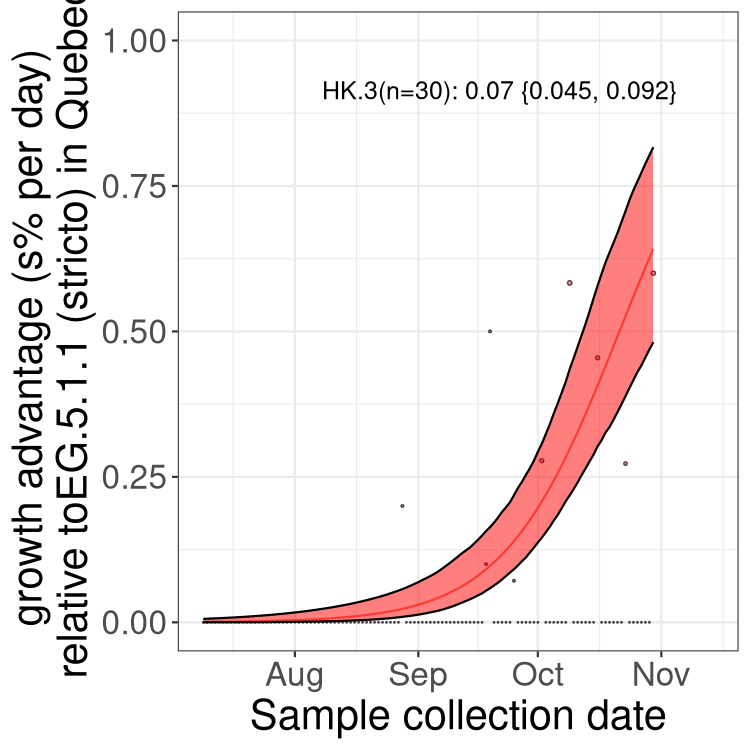 growth advantage (s% per day)
relative toEG.5.1.1 (stricto) in Quebec
1.00
0.75
0.50
0.25
0.00
HK.3(n=30): 0.07 {0.045, 0.092}
Aug Sep Oct Nov
Sample collection date